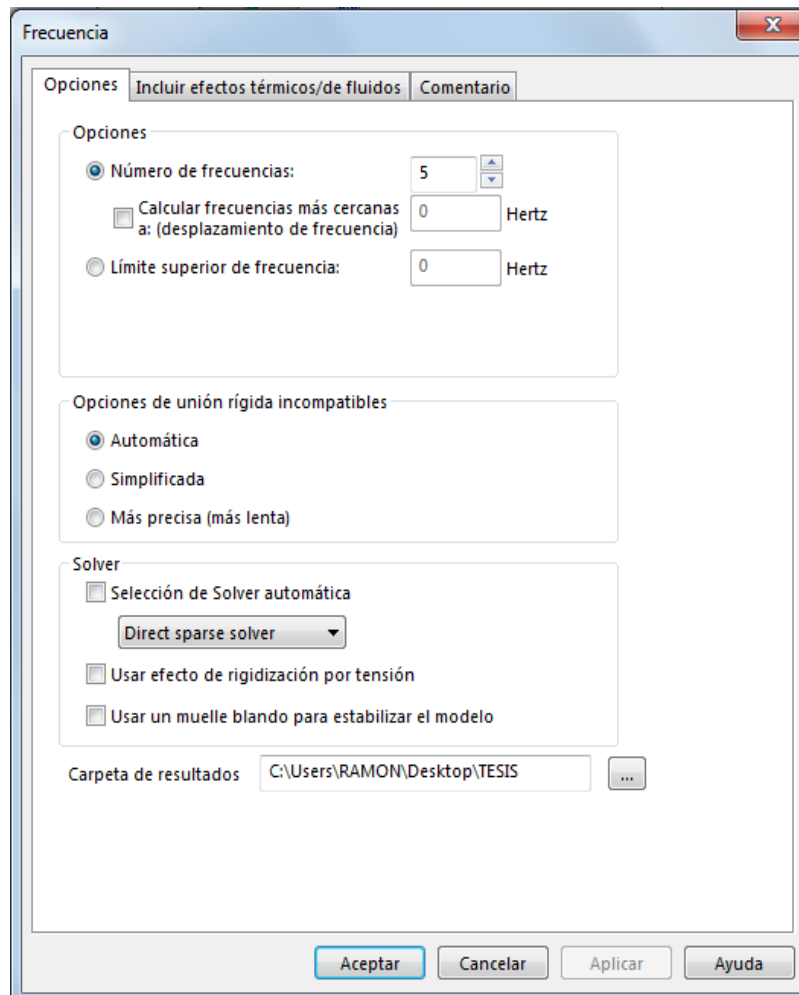 Frecuencia
X
Opciones
Incluir efectos térmicos/de fluidos
Comentario
Opciones
Número de frecuencias:
5
Calcular frecuencias más cercanas
a: (desplazamiento de frecuencia)
0
Hertz
Límite superior de frecuencia:
0
Hertz
Opciones de unión rígida incompatibles
Automática
Simplificada
Más precisa (más lenta)
Solver
Selección de Solver automática
Direct sparse solver
Usar efecto de rigidización por tensión
Usar un muelle blando para estabilizar el modelo
Carpeta de resultados
C:\Users\RAMON\Desktop\TESIS
...
Aceptar
Cancelar
Aplicar
Ayuda